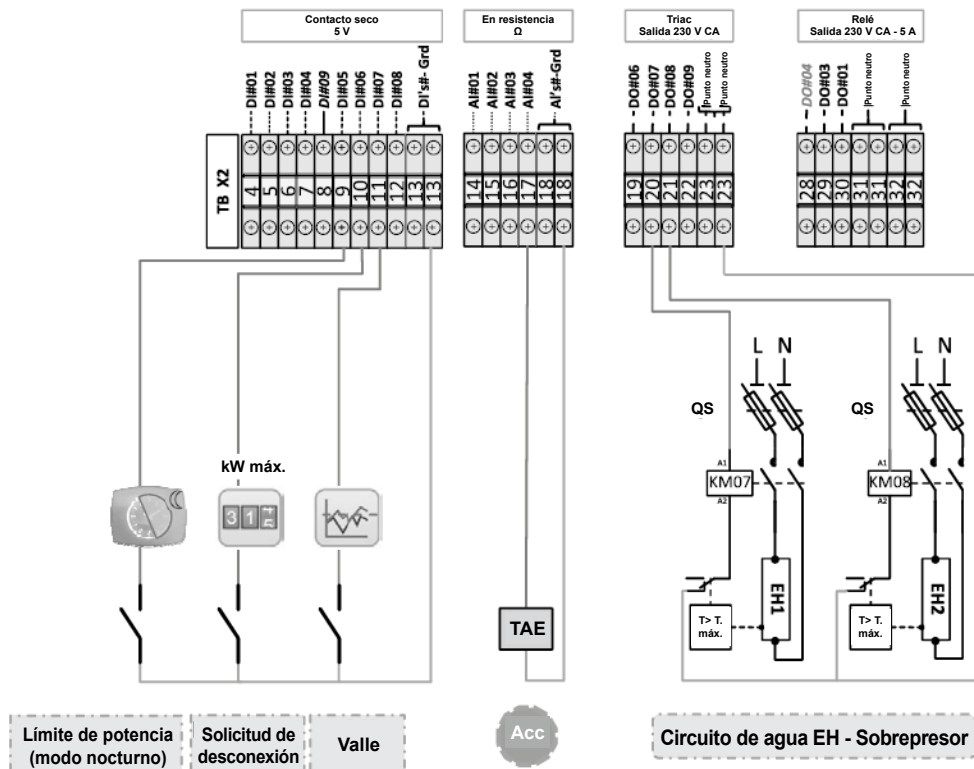 Contacto seco
5 V
En resistencia
Ω
Triac
Salida 230 V CA
Relé
Salida 230 V CA - 5 A
DI#01
DI#02
DI#03
DI#04
DI#09
DI#05
DI#06
DI#07
DI#08
DI's#- Grd
AI#01
AI#02
AI#03
AI#04
AI's#-Grd
DO#06
DO#07
DO#08
DO#09
Punto neutro
Punto neutro
DO#04
DO#03
DO#01
Punto neutro
Punto neutro
TB X2
4 5 6 7 8 9 10 11 12 13 13
14 15 16 17 18 18
19 20 21 22 23 23
28 29 30 31 31 32 32
L N
L N
QS
QS
kW máx.
A1
KM07
A2
A1
KM08
A2
3 1
EH1
EH2
TAE
T> T.
máx.
T> T.
máx.
Límite de potencia
(modo nocturno)
Solicitud de
desconexión
Valle
Acc
Circuito de agua EH - Sobrepresor